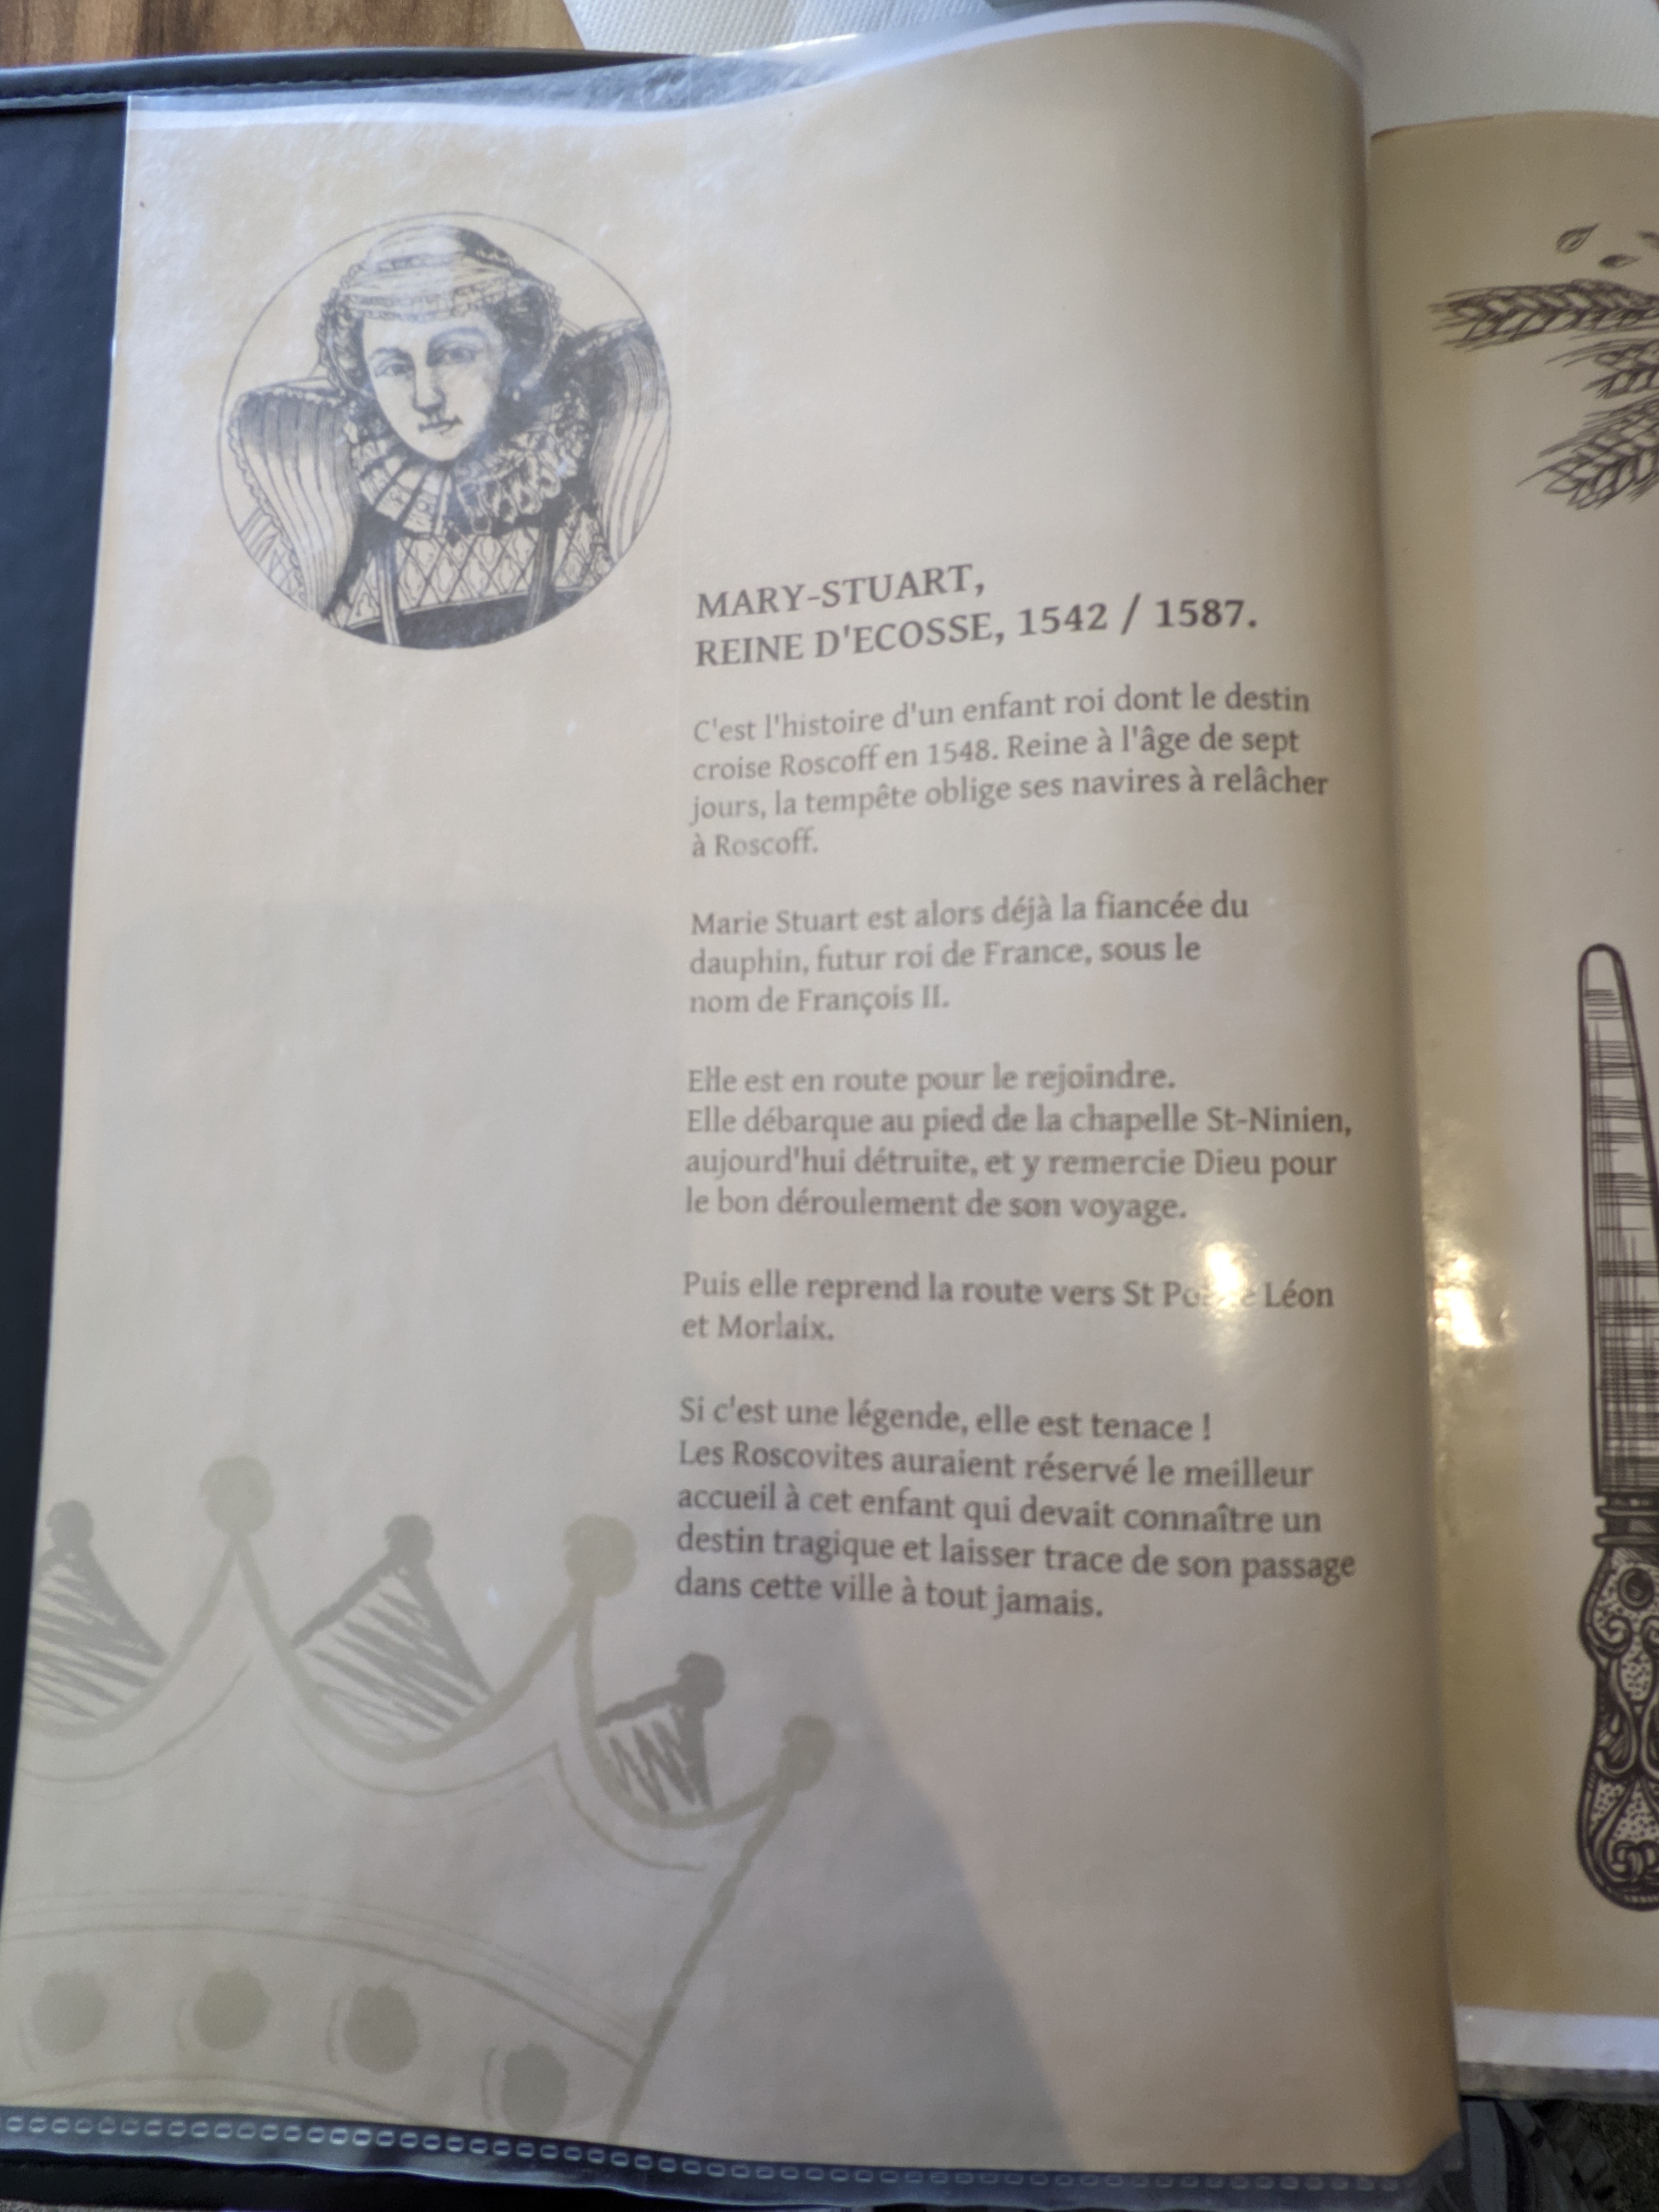 MARY-STUART,
REINE D'ECOSSE, 1542 / 1587.
C'est l'histoire d'un enfant roi dont le destin
croise Roscoff en 1548. Reine à l'âge de sept
jours, la tempête oblige ses navires à relâcher
à Roscoff.
Marie Stuart est alors déjà la fiancée du
dauphin, futur roi de France, sous le
nom de François II.
Elle est en route pour le rejoindre.
Elle débarque au pied de la chapelle St-Ninien,
aujourd'hui détruite, et y remercie Dieu pour
le bon déroulement de son voyage.
Puis elle reprend la route vers St Léon
et Morlaix.
Si c'est une légende, elle est tenace !
Les Roscovites auraient réservé le meilleur
accueil à cet enfant qui devait connaître un
destin tragique et laisser trace de son passage
dans cette ville à tout jamais.